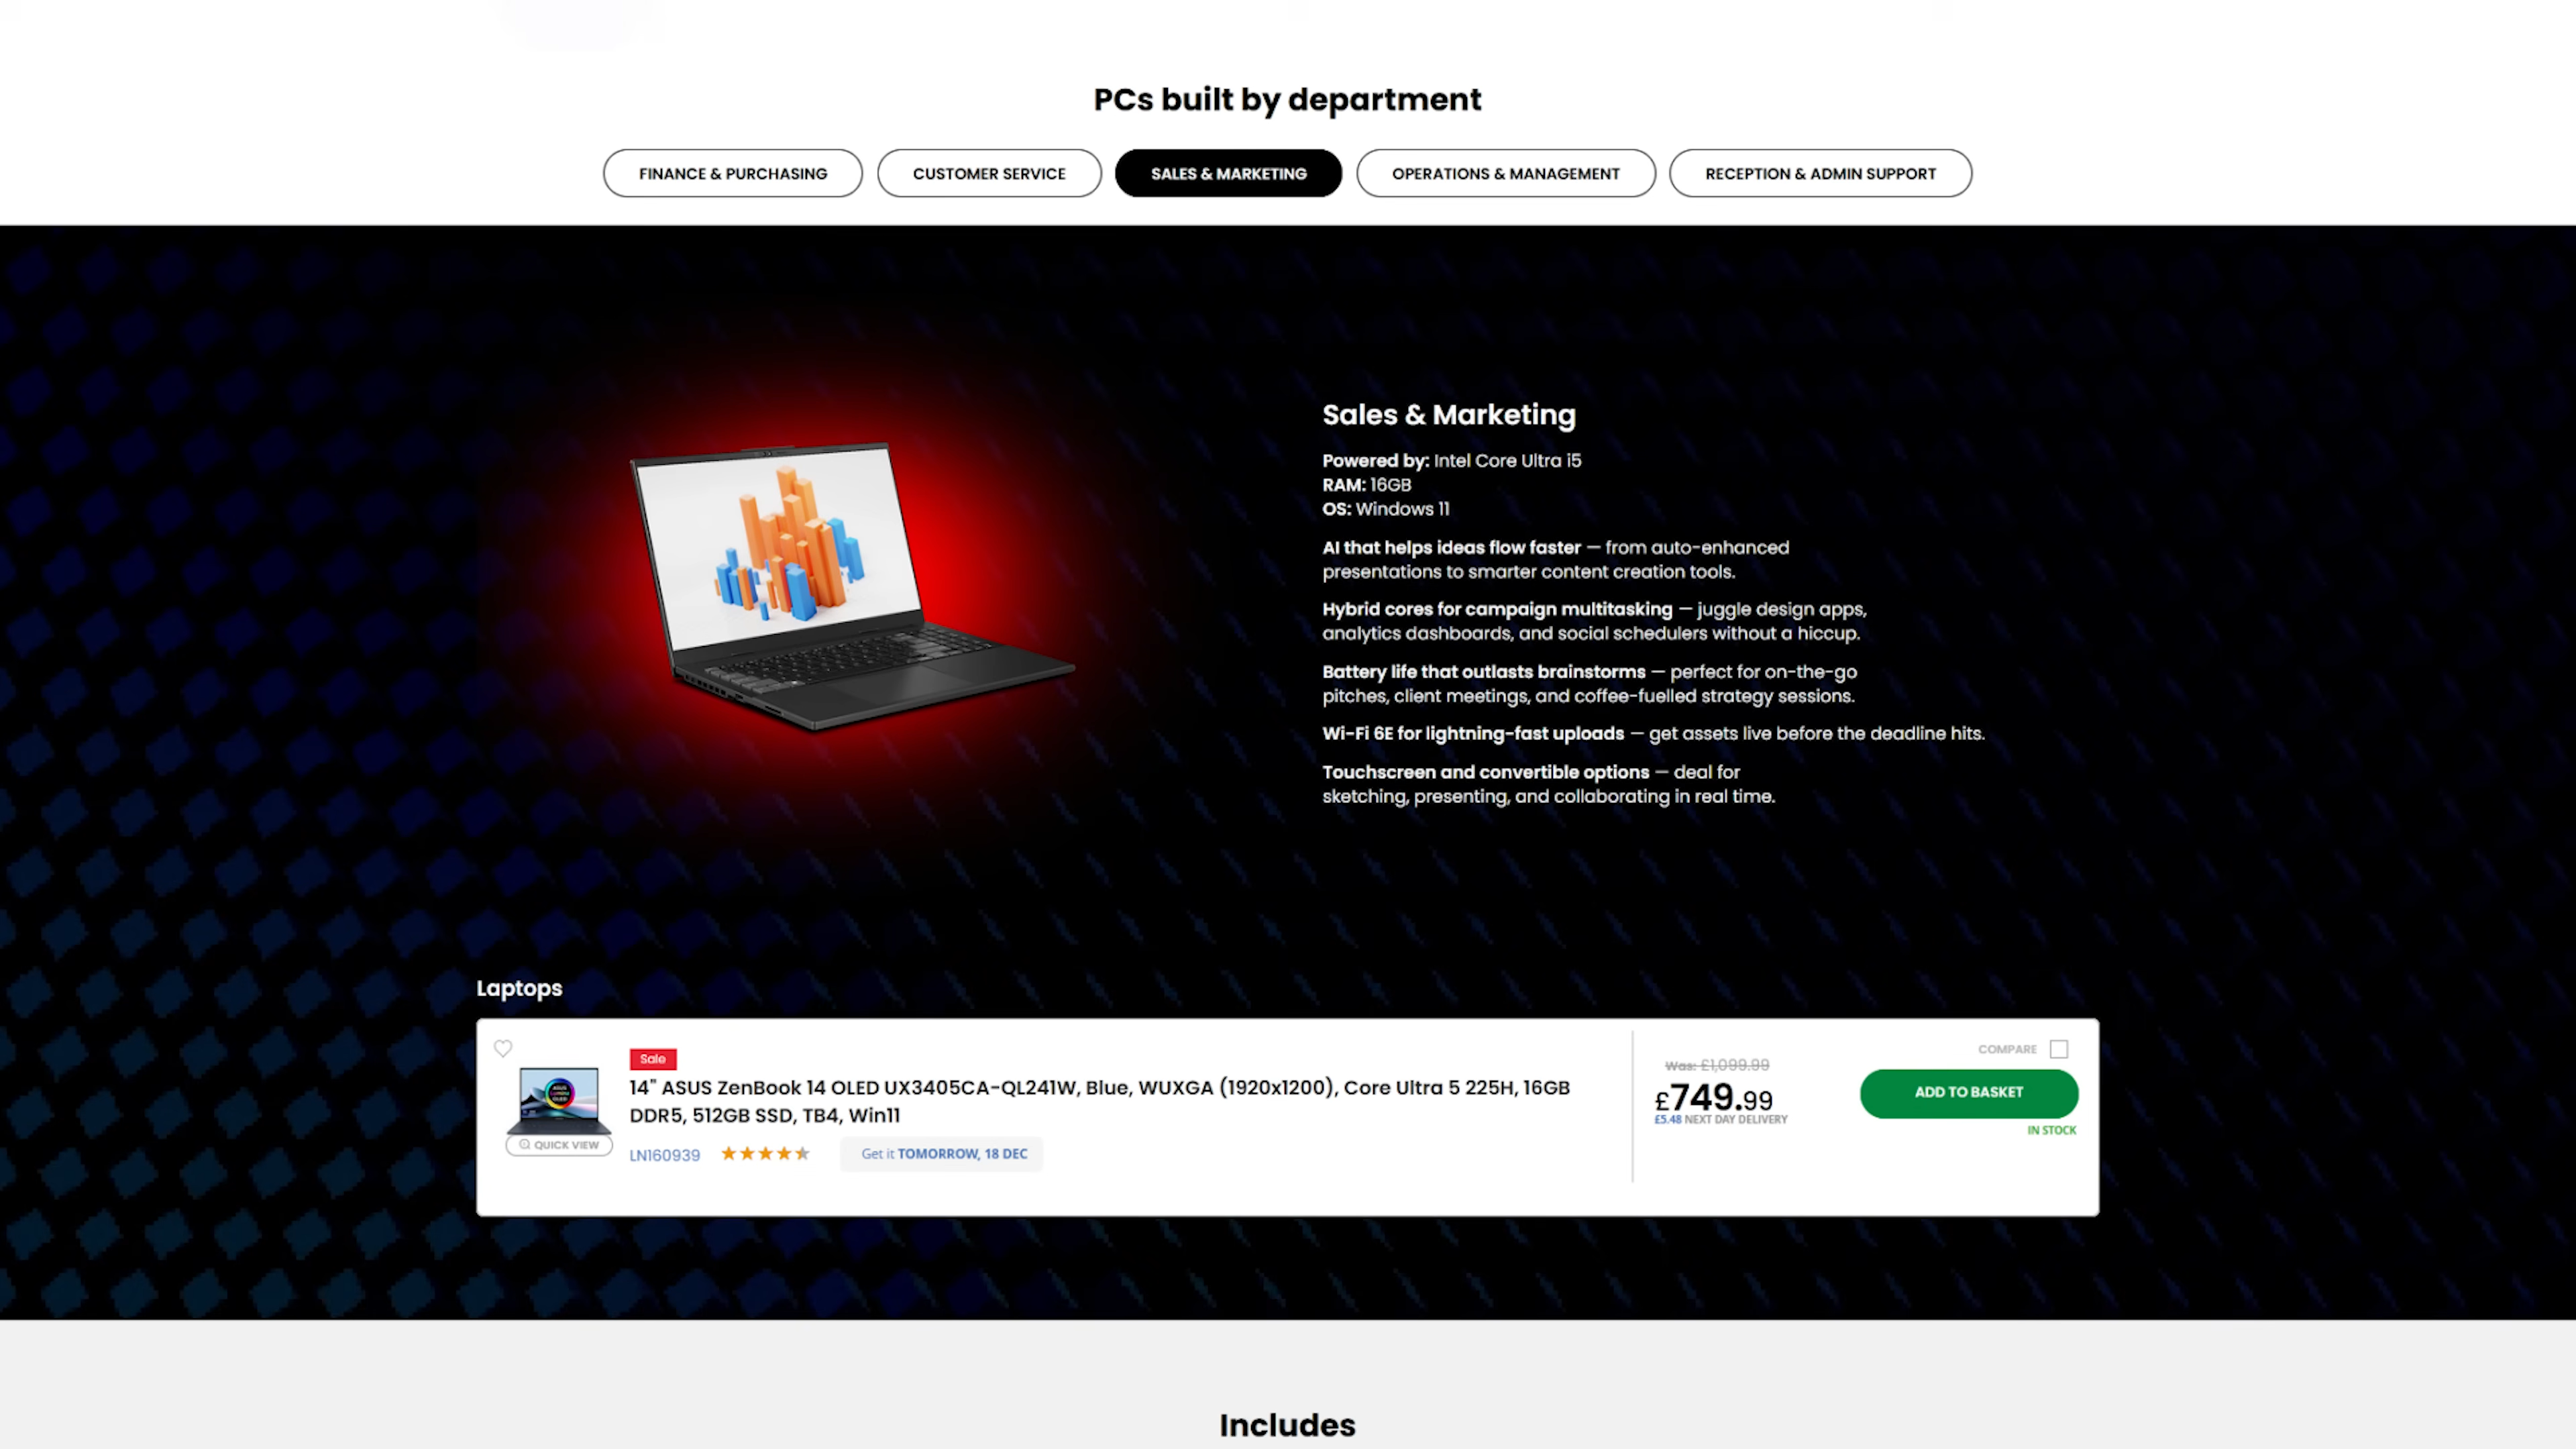 PCs built by department
FINANCE & PURCHASING
CUSTOMER SERVICE
SALES & MARKETING
OPERATIONS & MANAGEMENT
RECEPTION & ADMIN SUPPORT
Sales & Marketing
Powered by: Intel Core Ultra i5
RAM: 16GB
OS: Windows 11
AI that helps ideas flow faster — from auto-enhanced
presentations to smarter content creation tools.
Hybrid cores for campaign multitasking — juggle design apps,
analytics dashboards, and social schedulers without a hiccup.
Battery life that outlasts brainstorms — perfect for on-the-go
pitches, client meetings, and coffee-fuelled strategy sessions.
Wi-Fi 6E for lightning-fast uploads — get assets live before the deadline hits.
Touchscreen and convertible options — deal for
sketching, presenting, and collaborating in real time.
Laptops
Sale
14" ASUS ZenBook 14 OLED UX3405CA-QL241W, Blue, WUXGA (1920x1200), Core Ultra 5 225H, 16GB
DDR5, 512GB SSD, TB4, Win11
QUICK VIEW
LN160939
Get it TOMORROW, 18 DEC
Was: £1,099.99
£749.99
£5.48 NEXT DAY DELIVERY
COMPARE
ADD TO BASKET
IN STOCK
Includes